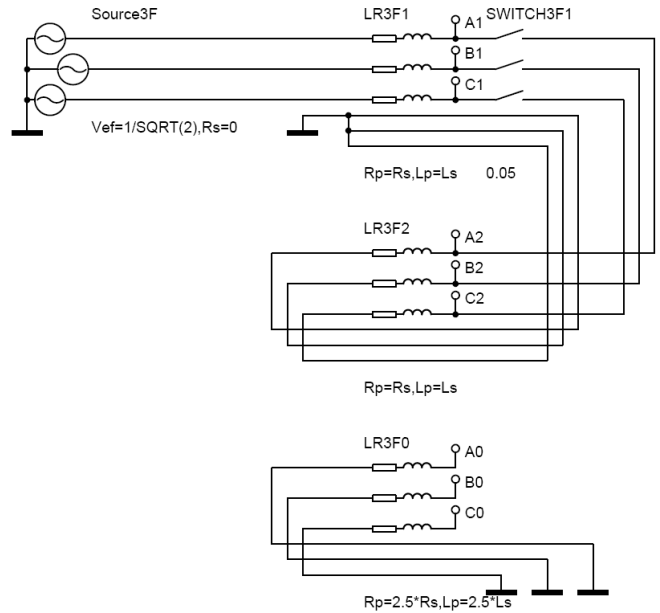 Source3F LR3F1 A1 SWITCH3F1
B1
C1
Vef=1/SQRT(2),Rs=0
Rp=Rs,Lp=Ls 0.05
LR3F2 A2
B2
C2
Rp=Rs,Lp=Ls
LR3F0 A0
B0
C0
Rp=2.5*Rs,Lp=2.5*Ls